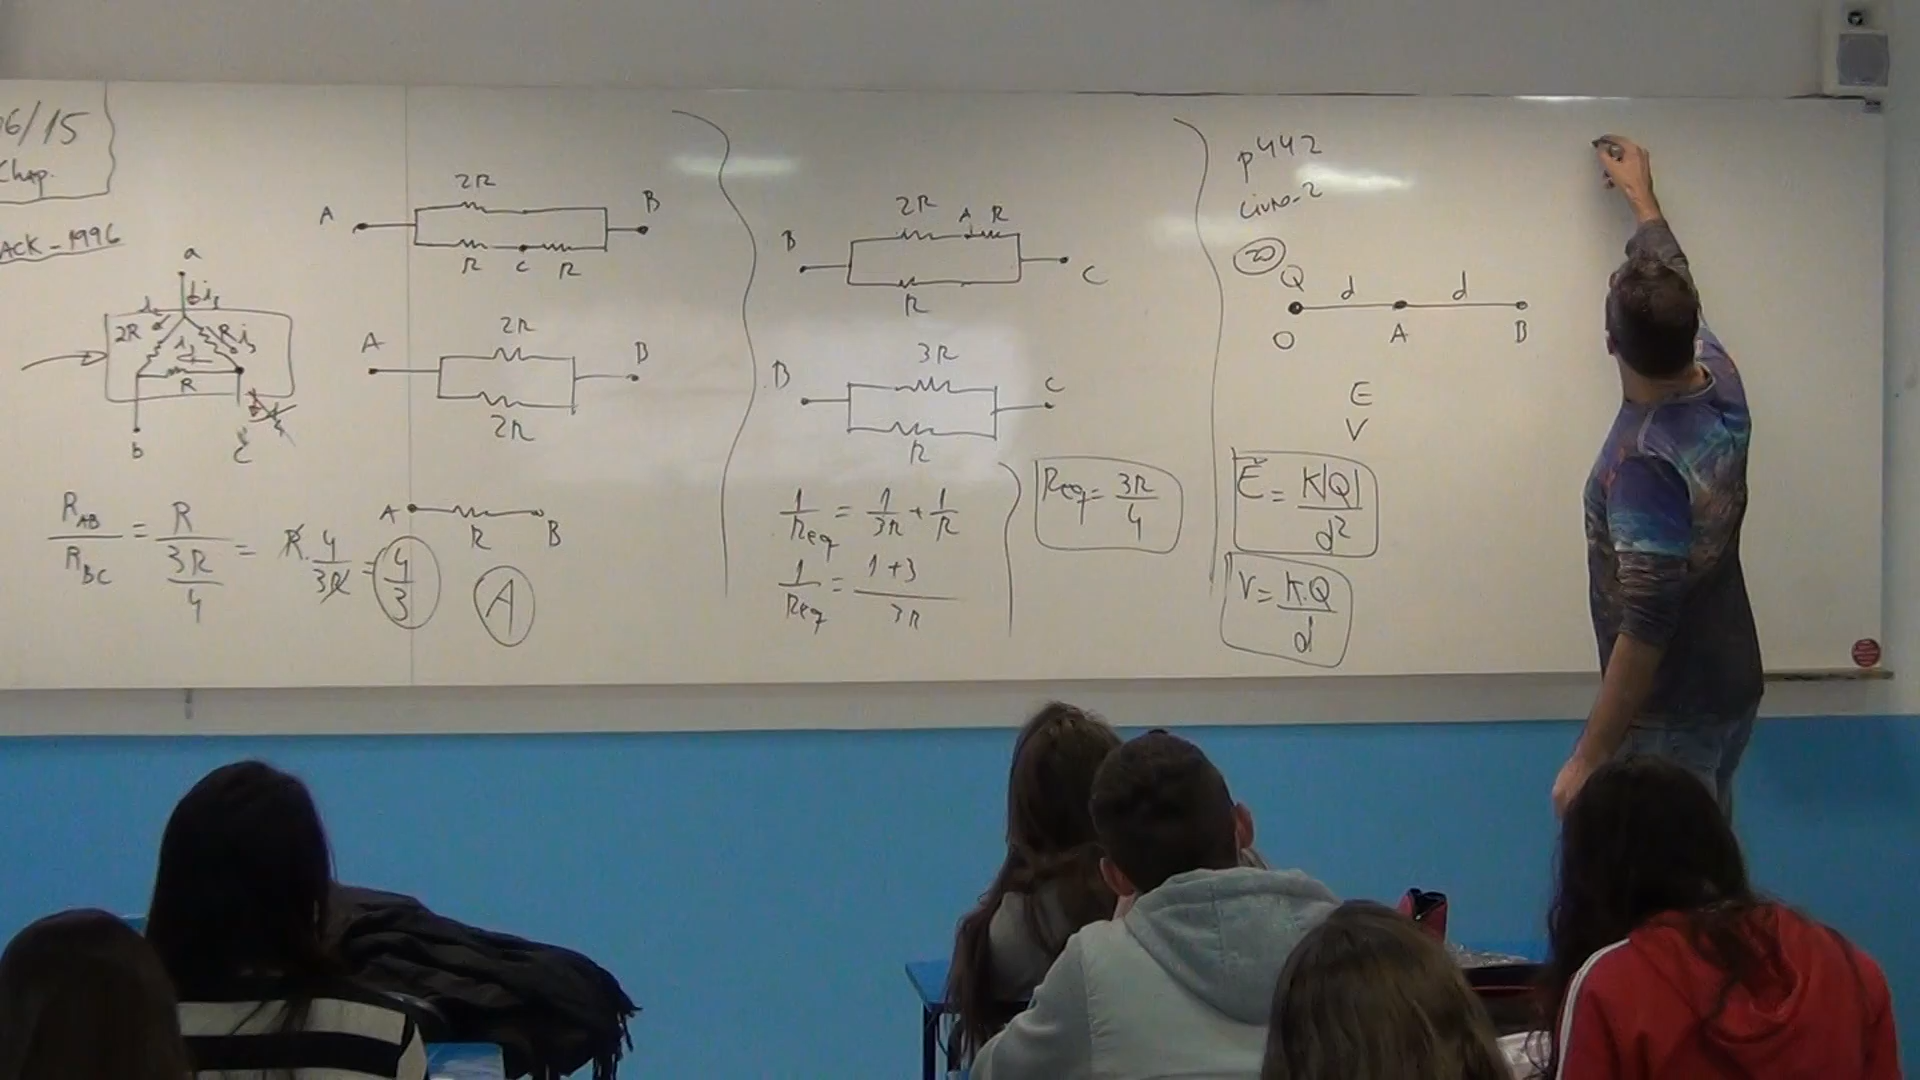 06/15
Chap.
ACK - 1996
a
i₁
2R
R
i₃
R
b
A
2R
B
R
C
R
A
2R
B
2R
A
R
B
R_AB / R_BC = R / (3R/4) = R . 4/3R = 4/3
A
B
2R
A
R
C
R
B
3R
C
R
1/Req = 1/3R + 1/R
1/Req = 1+3 / 3R
Req = 3R/4
p442
Livro-2
20
Q
d
d
O
A
B
E
V
E = K|Q| / d²
V = K.Q / d